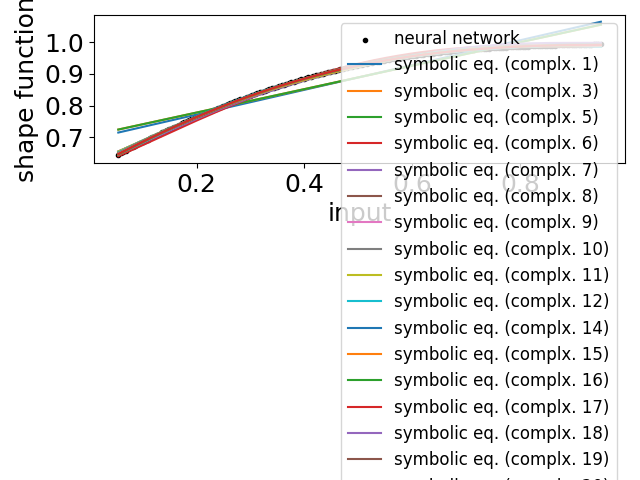 shape function
1.0
0.9
0.8
0.7
0.2
0.4
0.6
0.8
input
neural network
symbolic eq. (complx. 1)
symbolic eq. (complx. 3)
symbolic eq. (complx. 5)
symbolic eq. (complx. 6)
symbolic eq. (complx. 7)
symbolic eq. (complx. 8)
symbolic eq. (complx. 9)
symbolic eq. (complx. 10)
symbolic eq. (complx. 11)
symbolic eq. (complx. 12)
symbolic eq. (complx. 14)
symbolic eq. (complx. 15)
symbolic eq. (complx. 16)
symbolic eq. (complx. 17)
symbolic eq. (complx. 18)
symbolic eq. (complx. 19)